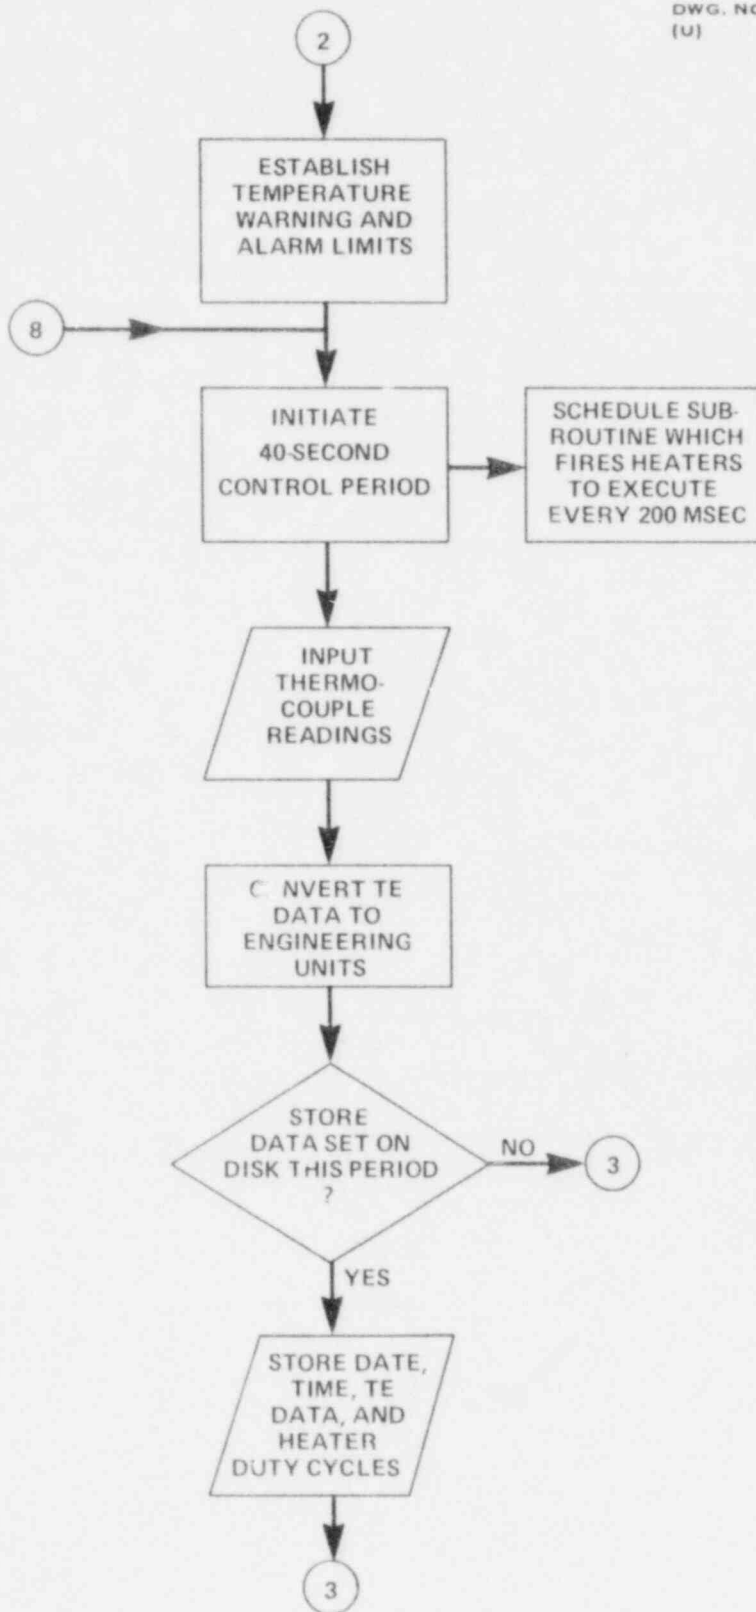 DWG. NO
(U)
2
ESTABLISH
TEMPERATURE
WARNING AND
ALARM LIMITS
8
INITIATE
40-SECOND
CONTROL PERIOD
SCHEDULE SUB-
ROUTINE WHICH
FIRES HEATERS
TO EXECUTE
EVERY 200 MSEC
INPUT
THERMO-
COUPLE
READINGS
C NVERT TE
DATA TO
ENGINEERING
UNITS
STORE
DATA SET ON
DISK THIS PERIOD
?
NO
3
YES
STORE DATE,
TIME, TE
DATA, AND
HEATER
DUTY CYCLES
3